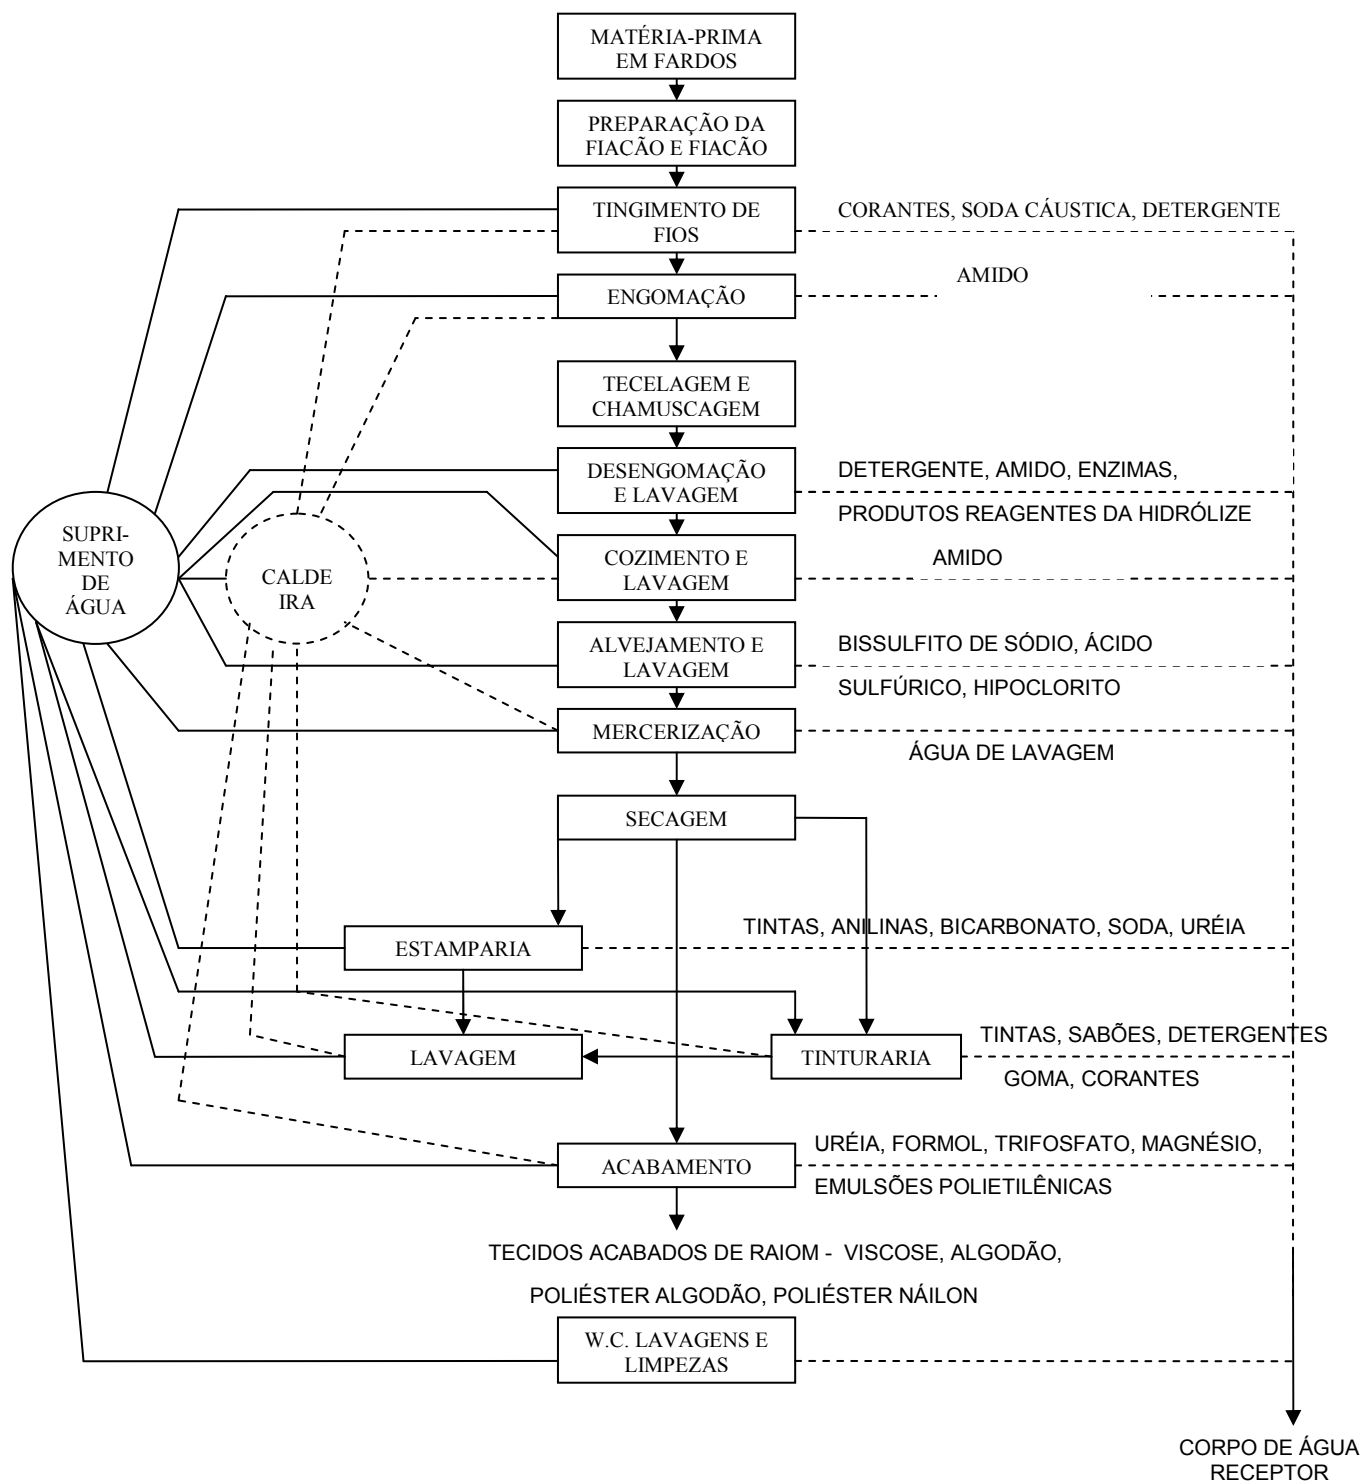 MATÉRIA-PRIMA
EM FARDOS
PREPARAÇÃO DA
FIACÃO E FIACÃO
TINGIMENTO DE
FIOS
CORANTES, SODA CÁUSTICA, DETERGENTE
ENGOMAÇÃO
AMIDO
TECELAGEM E
CHAMUSCAGEM
DESENGOMAÇÃO
E LAVAGEM
DETERGENTE, AMIDO, ENZIMAS,
PRODUTOS REAGENTES DA HIDRÓLIZE
SUPRI-
MENTO
DE
ÁGUA
CALDE
IRA
COZIMENTO E
LAVAGEM
AMIDO
ALVEJAMENTO E
LAVAGEM
BISSULFITO DE SÓDIO, ÁCIDO
SULFÚRICO, HIPOCLORITO
MERCERIZAÇÃO
ÁGUA DE LAVAGEM
SECAGEM
ESTAMPARIA
TINTAS, ANILINAS, BICARBONATO, SODA, URÉIA
LAVAGEM
TINTURARIA
TINTAS, SABÕES, DETERGENTES
GOMA, CORANTES
ACABAMENTO
URÉIA, FORMOL, TRIFOSFATO, MAGNÉSIO,
EMULSÕES POLIETILÊNICAS
TECIDOS ACABADOS DE RAIOM - VISCOSE, ALGODÃO,
POLIÉSTER ALGODÃO, POLIÉSTER NÁILON
W.C. LAVAGENS E
LIMPEZAS
CORPO DE ÁGUA
RECEPTOR